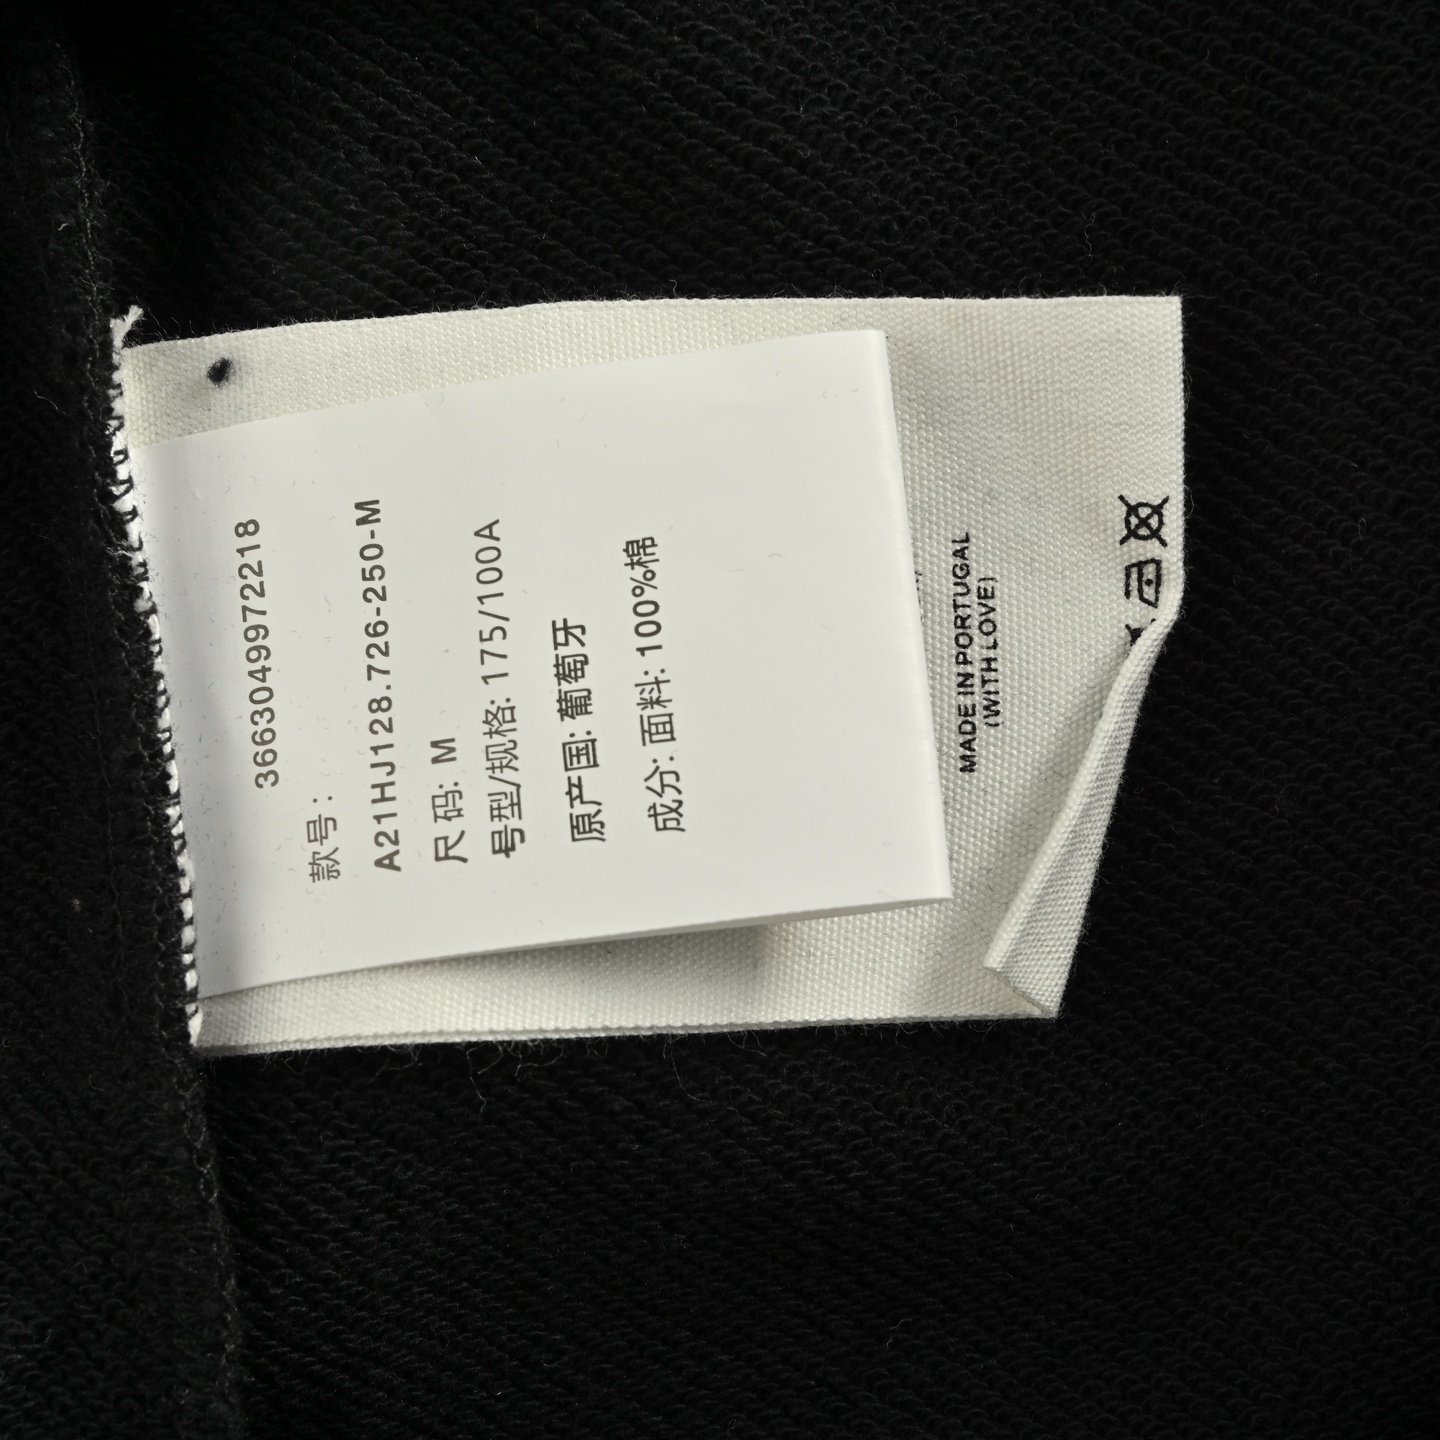 3663049972218
款号：
A21HJ128.726-250-M
尺码: M
号型/规格: 175/100A
原产国: 葡萄牙
成分: 面料: 100%棉
MADE IN PORTUGAL
(WITH LOVE)